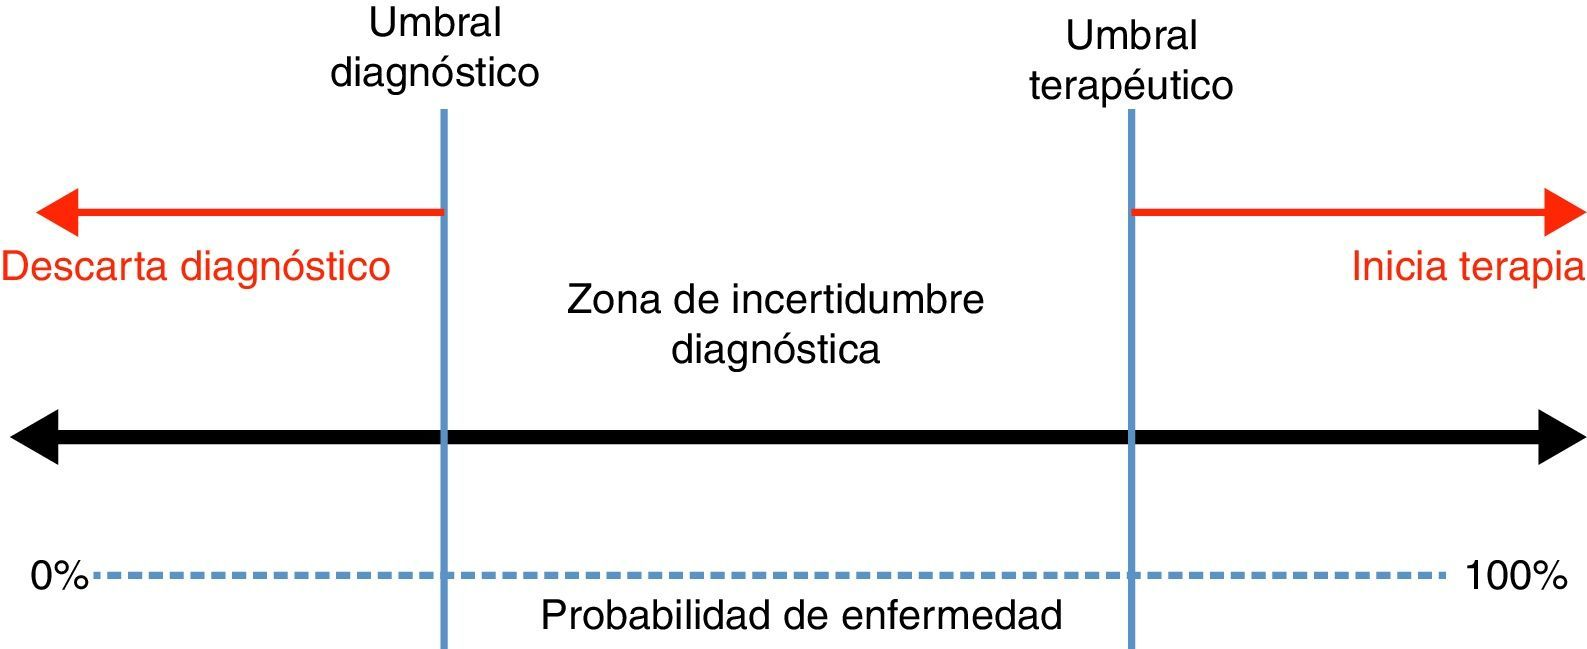 Umbral
diagnóstico
Umbral
terapéutico
Descarta diagnóstico
Inicia terapia
Zona de incertidumbre
diagnóstica
0%
100%
Probabilidad de enfermedad